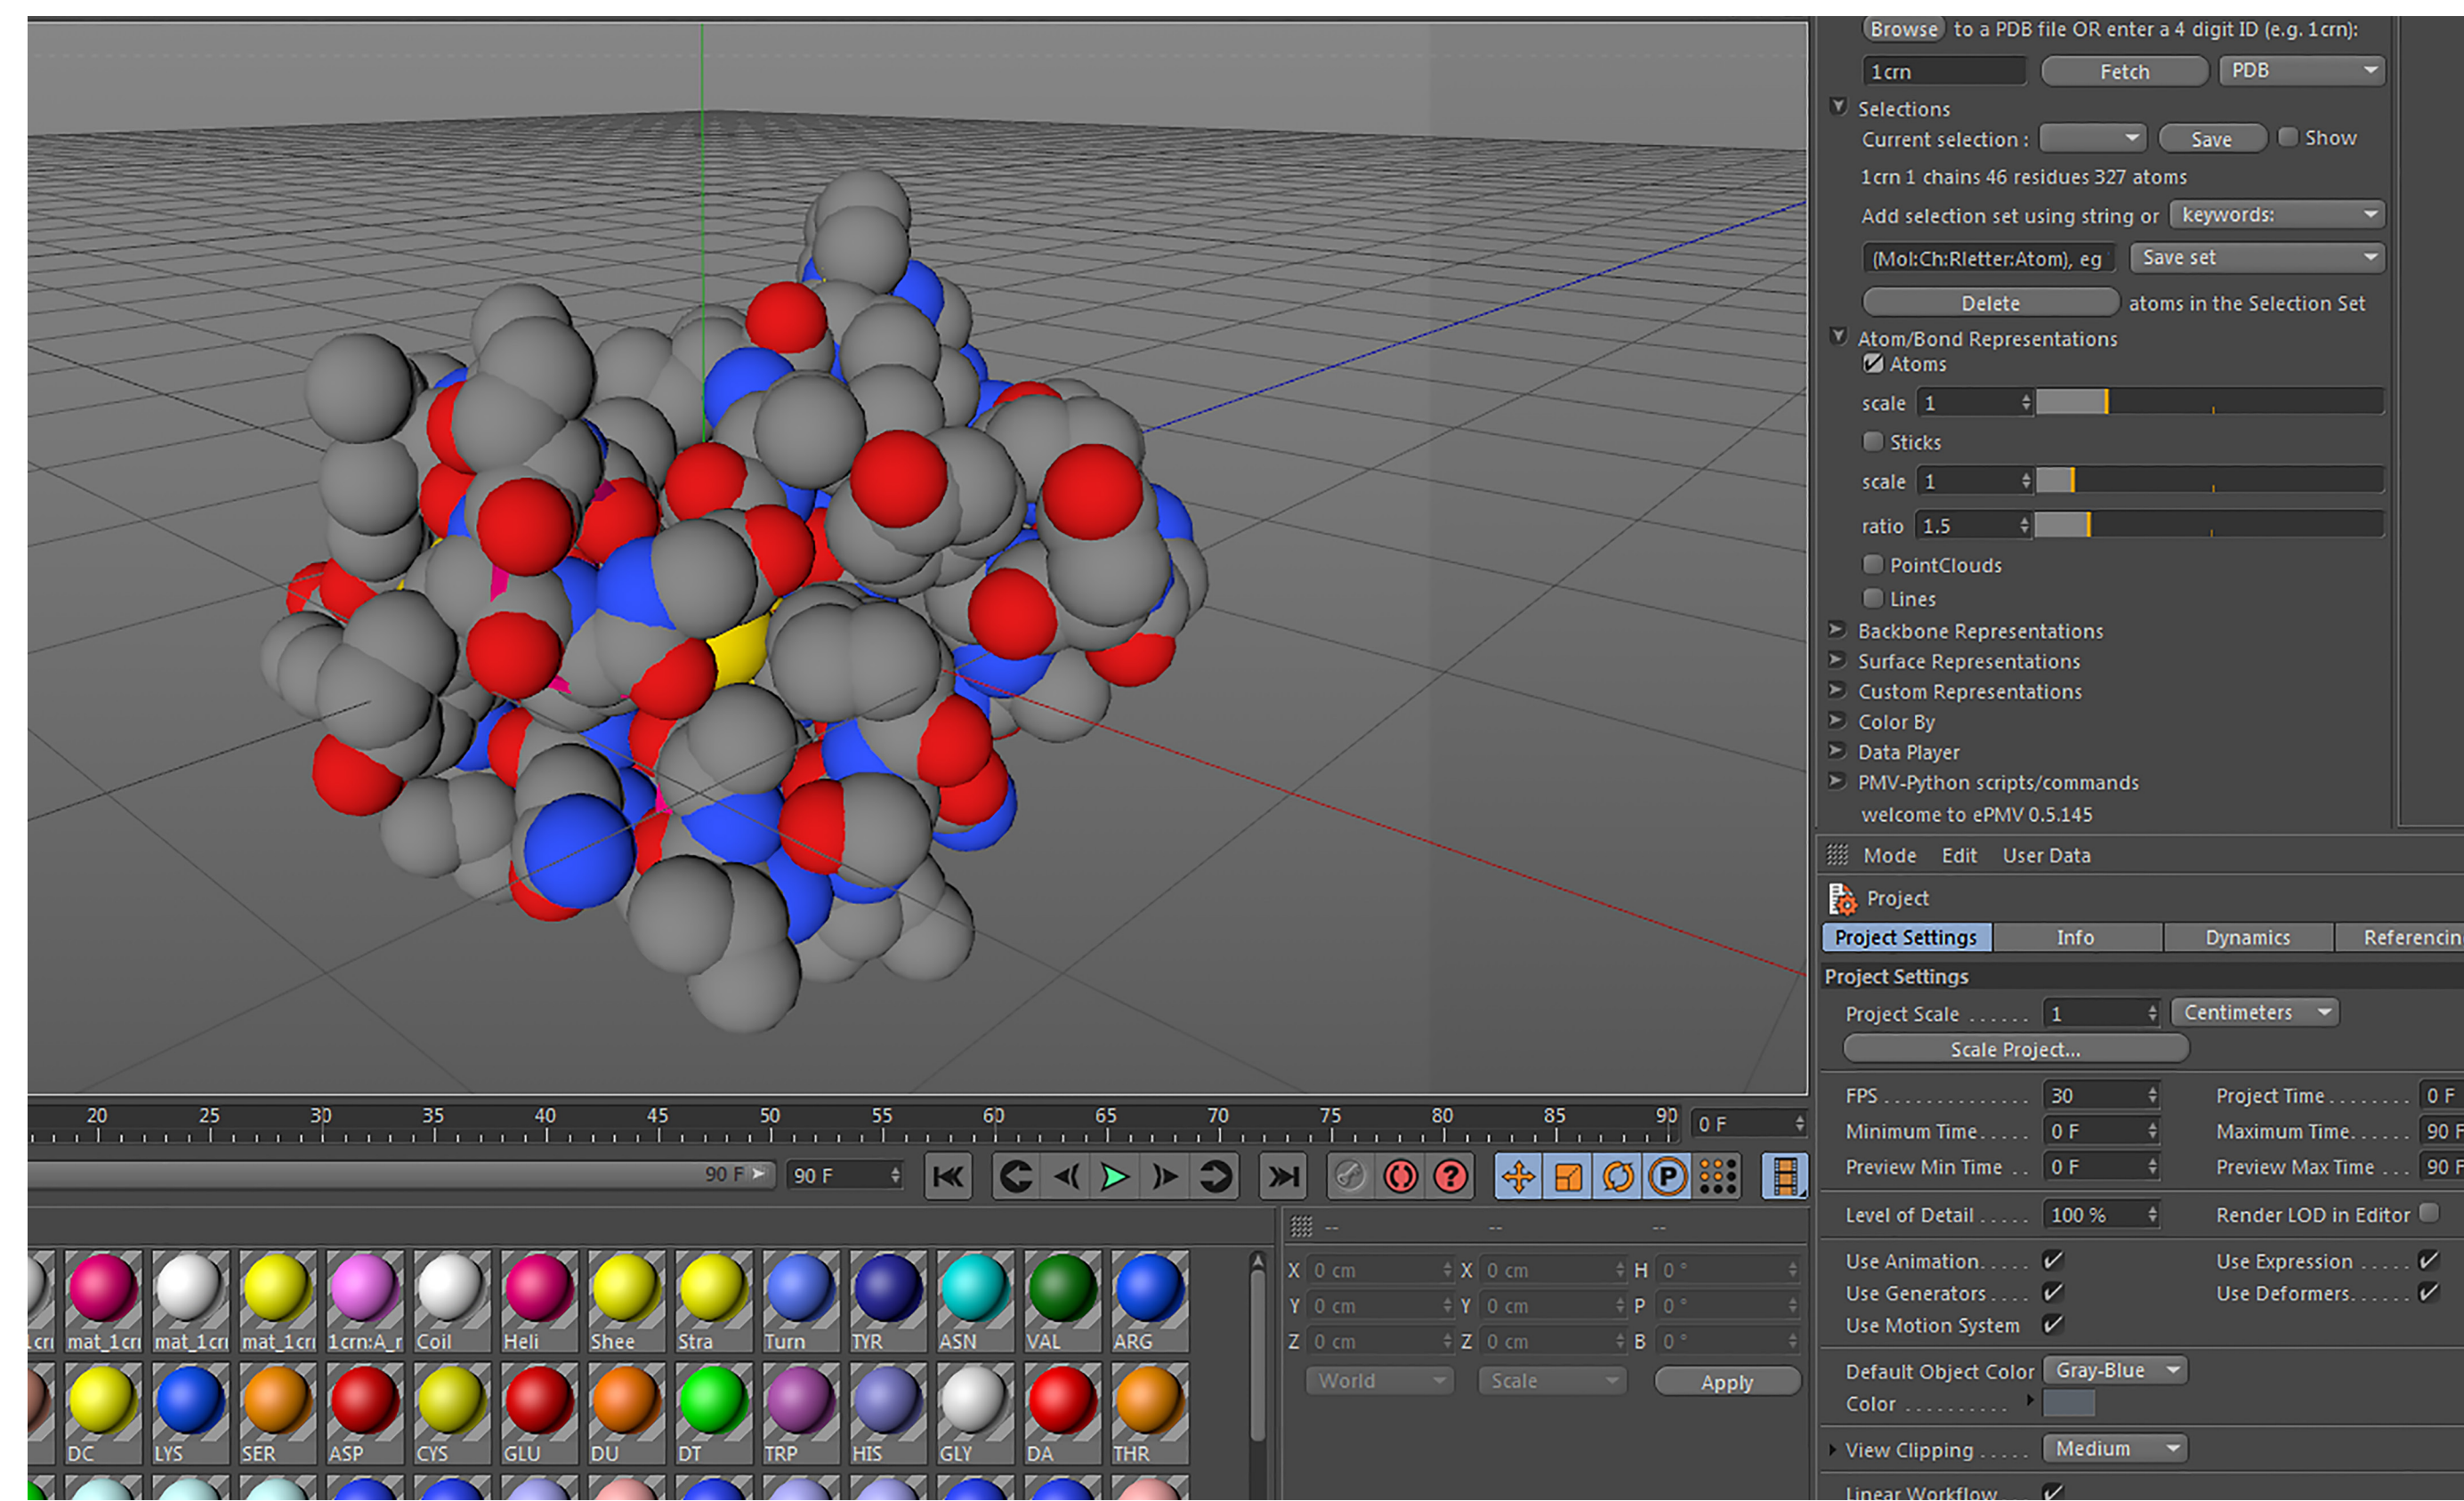 Browse to a PDB file OR enter a 4 digit ID (e.g. 1crn):
1crn Fetch PDB
Selections
Current selection : Save Show
1crn 1 chains 46 residues 327 atoms
Add selection set using string or keywords:
(Mol:Ch:Rletter:Atom), eg Save set
Delete atoms in the Selection Set
Atom/Bond Representations
Atoms
scale 1
Sticks
scale 1
ratio 1.5
PointClouds
Lines
Backbone Representations
Surface Representations
Custom Representations
Color By
Data Player
PMV-Python scripts/commands
welcome to ePMV 0.5.145
Mode Edit User Data
Project
Project Settings Info Dynamics Referencin
Project Settings
Project Scale ...... 1 Centimeters
Scale Project...
FPS .............. 30 Project Time ........ 0 F
Minimum Time ..... 0 F Maximum Time ...... 90 F
Preview Min Time .. 0 F Preview Max Time ... 90 F
Level of Detail ..... 100 % Render LOD in Editor
Use Animation ..... Use Expression .....
Use Generators .... Use Deformers ......
Use Motion System
Default Object Color Gray-Blue
Color ..........
View Clipping ..... Medium
Linear Workflow...
20 25 30 35 40 45 50 55 60 65 70 75 80 85 90 0 F
90 F 90 F
P
-- -- --
X 0 cm X 0 cm H 0 °
Y 0 cm Y 0 cm P 0 °
Z 0 cm Z 0 cm B 0 °
World Scale Apply
1crı mat_1crı mat_1crı mat_1crı 1crn:A_r Coil Heli Shee Stra Turn TYR ASN VAL ARG
DC LYS SER ASP CYS GLU DU DT TRP HIS GLY DA THR